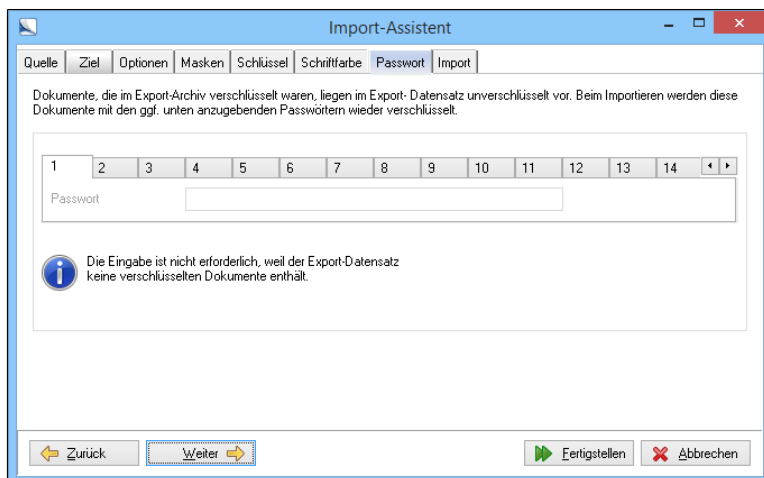 Import-Assistent
Quelle Ziel Optionen Masken Schlüssel Schriftfarbe Passwort Import
Dokumente, die im Export-Archiv verschlüsselt waren, liegen im Export- Datensatz unverschlüsselt vor. Beim Importieren werden diese
Dokumente mit den ggf. unten anzugebenden Passwörtern wieder verschlüsselt.
1 2 3 4 5 6 7 8 9 10 11 12 13 14
Passwort
Die Eingabe ist nicht erforderlich, weil der Export-Datensatz
keine verschlüsselten Dokumente enthält.
Zurück Weiter Fertigstellen Abbrechen